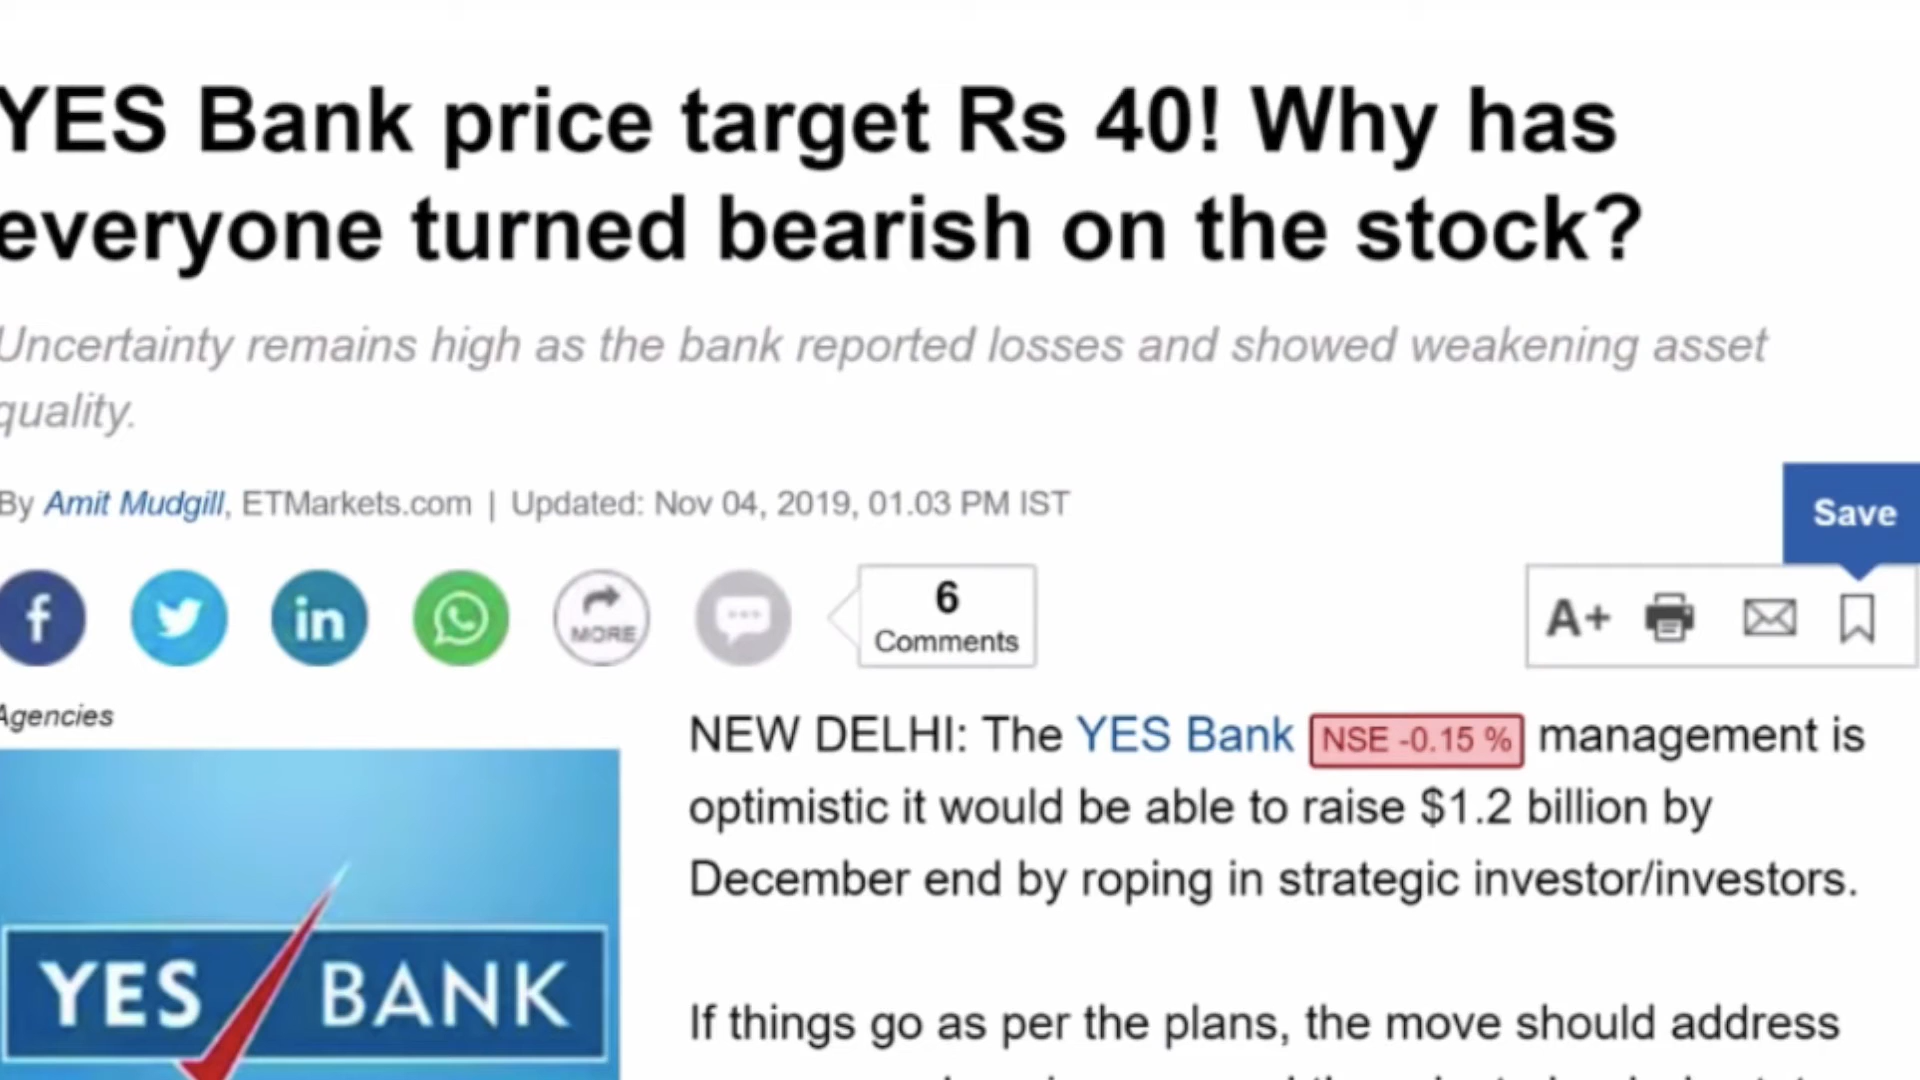 YES Bank price target Rs 40! Why has
everyone turned bearish on the stock?
Uncertainty remains high as the bank reported losses and showed weakening asset
quality.
By Amit Mudgill, ETMarkets.com | Updated: Nov 04, 2019, 01.03 PM IST
Save
f
in
MORE
6
Comments
A+
Agencies
NEW DELHI: The YES Bank NSE -0.15 % management is
optimistic it would be able to raise $1.2 billion by
December end by roping in strategic investor/investors.
If things go as per the plans, the move should address
YES BANK